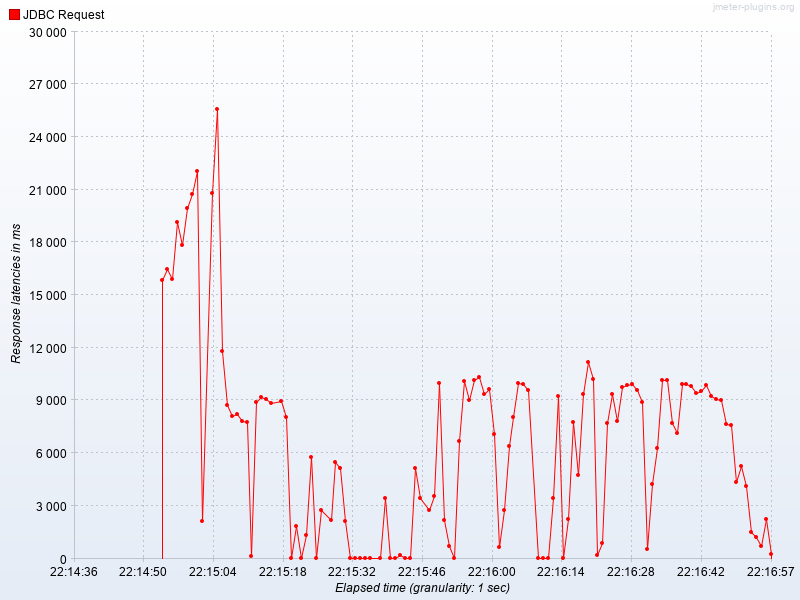 jmeter-plugins.org
JDBC Request
30 000
27 000
24 000
21 000
18 000
15 000
12 000
9 000
6 000
3 000
0
Response latencies in ms
22:14:36 22:14:50 22:15:04 22:15:18 22:15:32 22:15:46 22:16:00 22:16:14 22:16:28 22:16:42 22:16:57
Elapsed time (granularity: 1 sec)